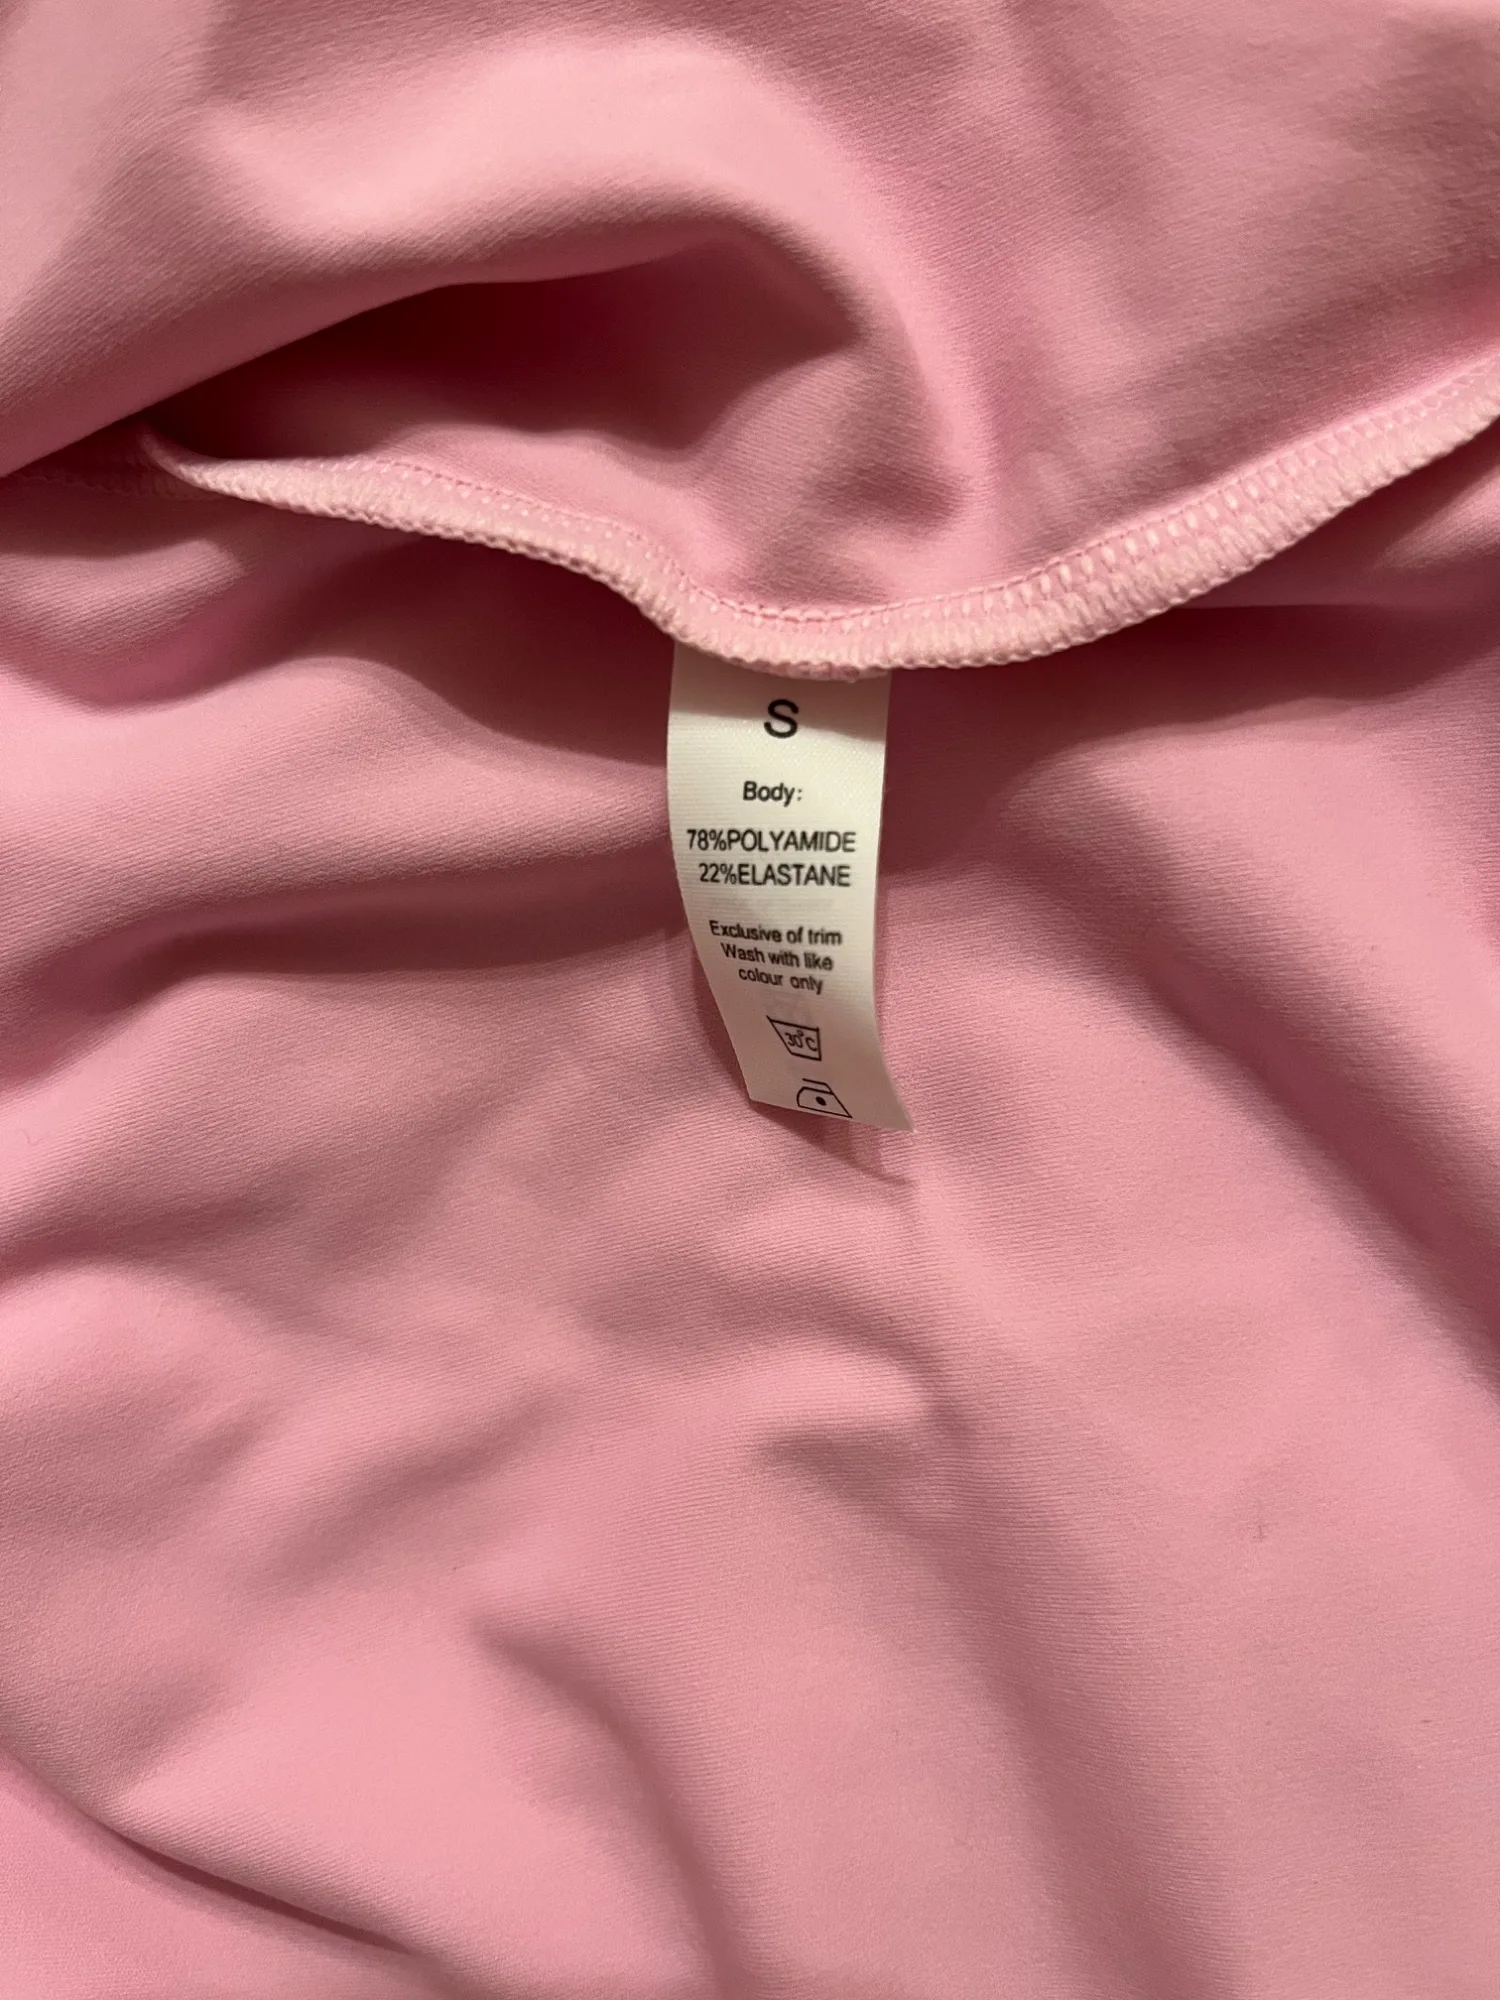 S
Body:
78%POLYAMIDE
22%ELASTANE
Exclusive of trim
Wash with like
colour only
30°C